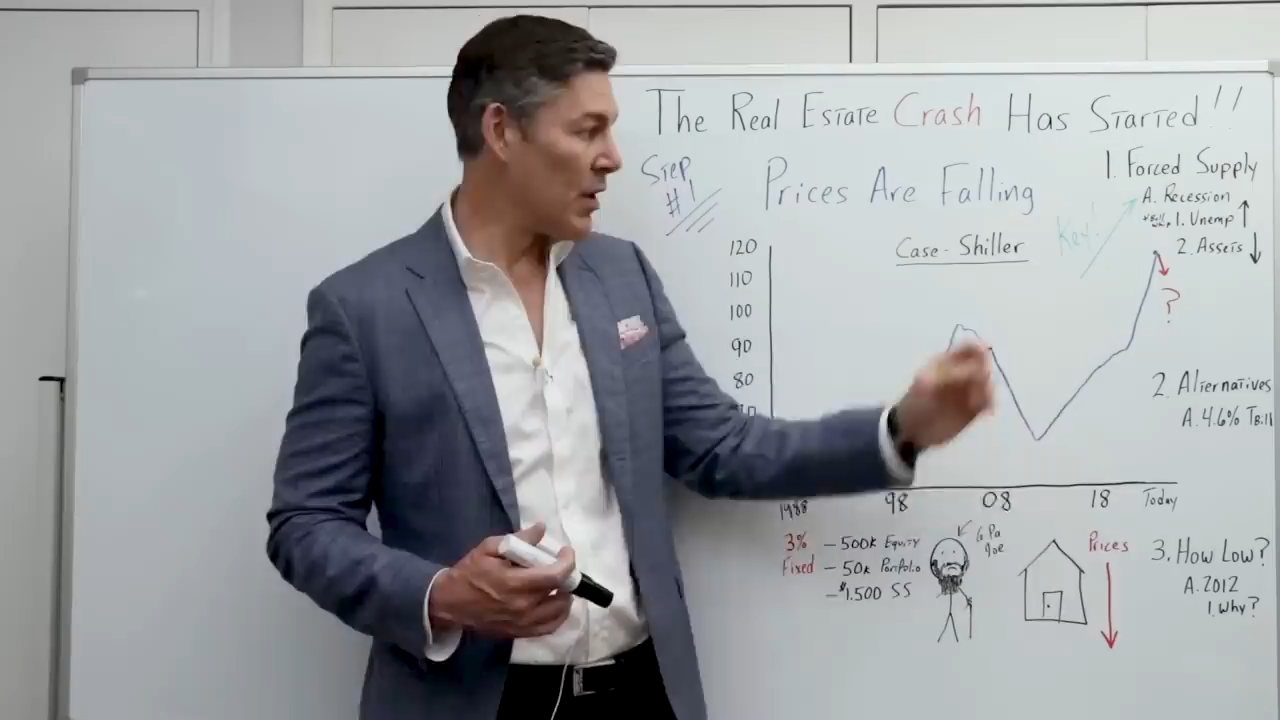 The Real Estate Crash Has Started!!
Step
#1
Prices Are Falling
Case-Shiller
Key!
1. Forced Supply
A. Recession
1. Unemp ↑
2. Assets ↓
120
110
100
90
80
?
2. Alternatives
A. 4.6% T Bill
1988
98
08
18
Today
3%
Fixed
- 500k Equity
- 50k Portfolio
- $1,500 SS
GPa
Joe
Prices
3. How Low?
A. 2012
1. Why?